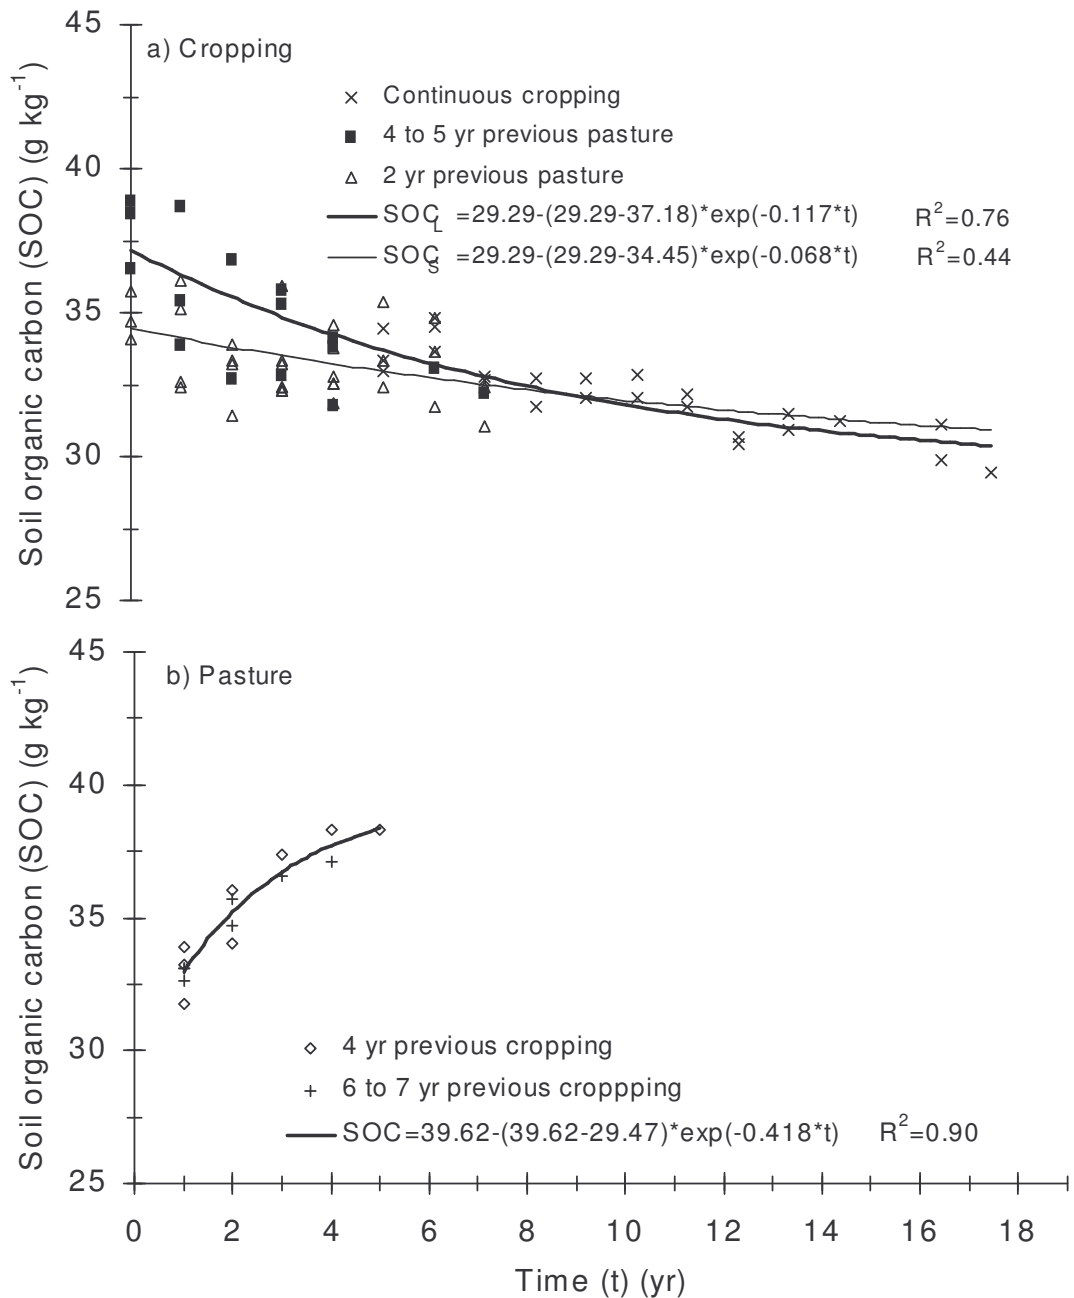 45
a) Cropping
Continuous cropping
4 to 5 yr previous pasture
40
2 yr previous pasture
SOC_L =29.29-(29.29-37.18)*exp(-0.117*t) R²=0.76
SOC_S =29.29-(29.29-34.45)*exp(-0.068*t) R²=0.44
35
30
25
Soil organic carbon (SOC) (g kg⁻¹)
45
b) Pasture
40
35
30
4 yr previous cropping
6 to 7 yr previous croppping
SOC=39.62-(39.62-29.47)*exp(-0.418*t) R²=0.90
25
Soil organic carbon (SOC) (g kg⁻¹)
0 2 4 6 8 10 12 14 16 18
Time (t) (yr)